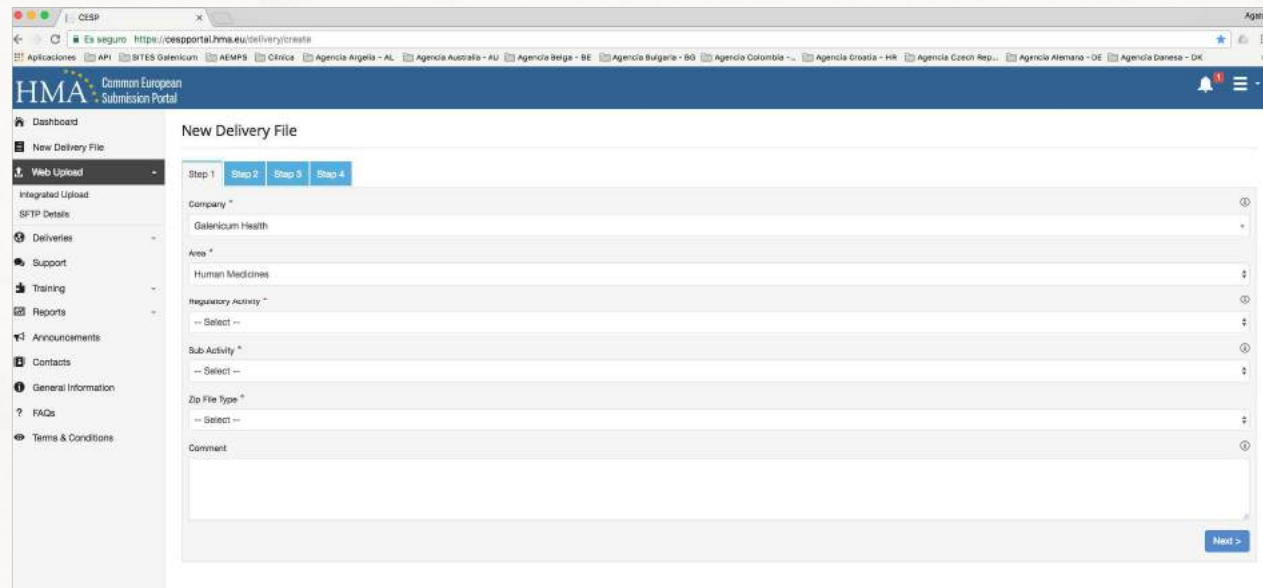 CESP
Es seguro https://cespportal.hma.eu/delivery/create
Aplicaciones API SITES Galenicum AEMPS Clínica Agencia Argelia - AL Agencia Australia - AU Agencia Belga - BE Agencia Bulgaria - BG Agencia Colombia -... Agencia Croatia - HR Agencia Czech Rep... Agencia Alemana - DE Agencia Danesa - DK
HMA Common European
Submission Portal
1
Dashboard
New Delivery File
Web Upload
Integrated Upload
SFTP Details
Deliveries
Support
Training
Reports
Announcements
Contacts
General Information
? FAQs
Terms & Conditions
New Delivery File
Step 1 Step 2 Step 3 Step 4
Company *
Galenicum Health
Area *
Human Medicines
Regulatory Activity *
-- Select --
Sub Activity *
-- Select --
Zip File Type *
-- Select --
Comment
Next >